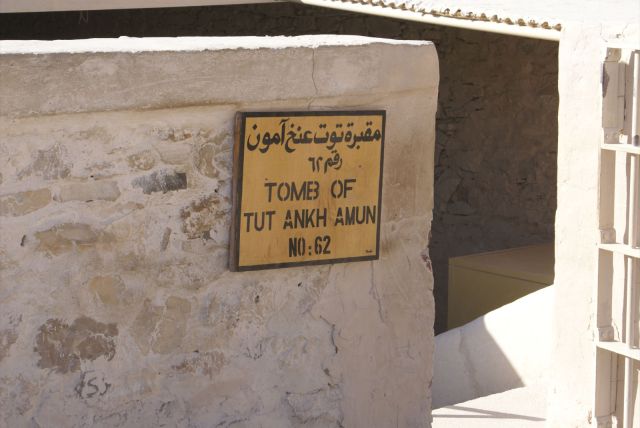 مقبرة توت عنخ آمون
رقم ٦٢
TOMB OF
TUT ANKH AMUN
NO: 62